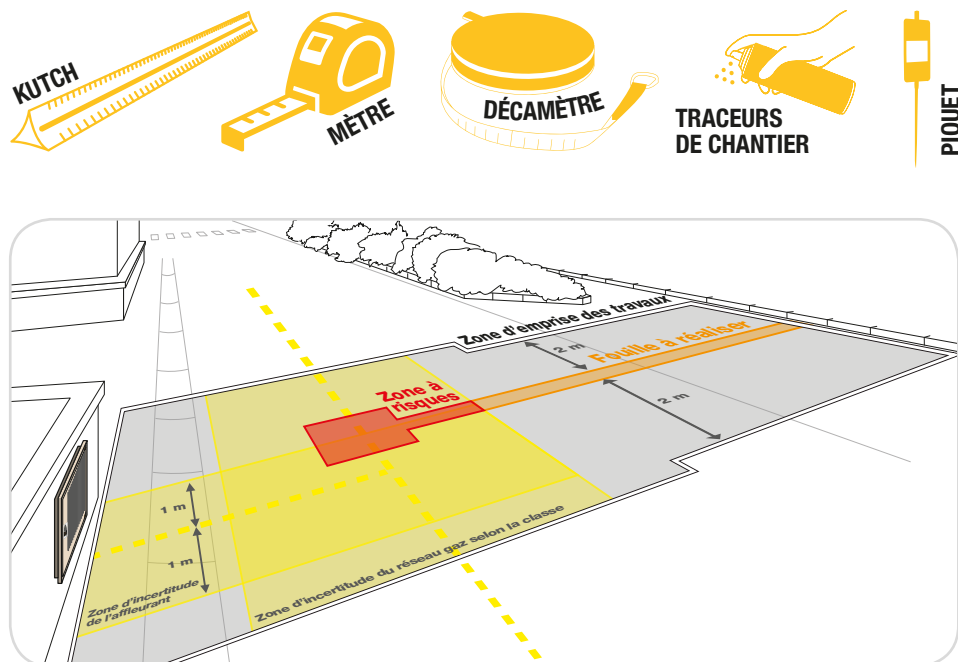 KUTCH
MÈTRE
DÉCAMÈTRE
TRACEURS
DE CHANTIER
PIQUET
Zone d'emprise des travaux
2 m
Fouille à réaliser
Zone à
risques
2 m
1 m
1 m
Zone d'incertitude
de l'affleurant
Zone d'incertitude du réseau gaz selon la classe